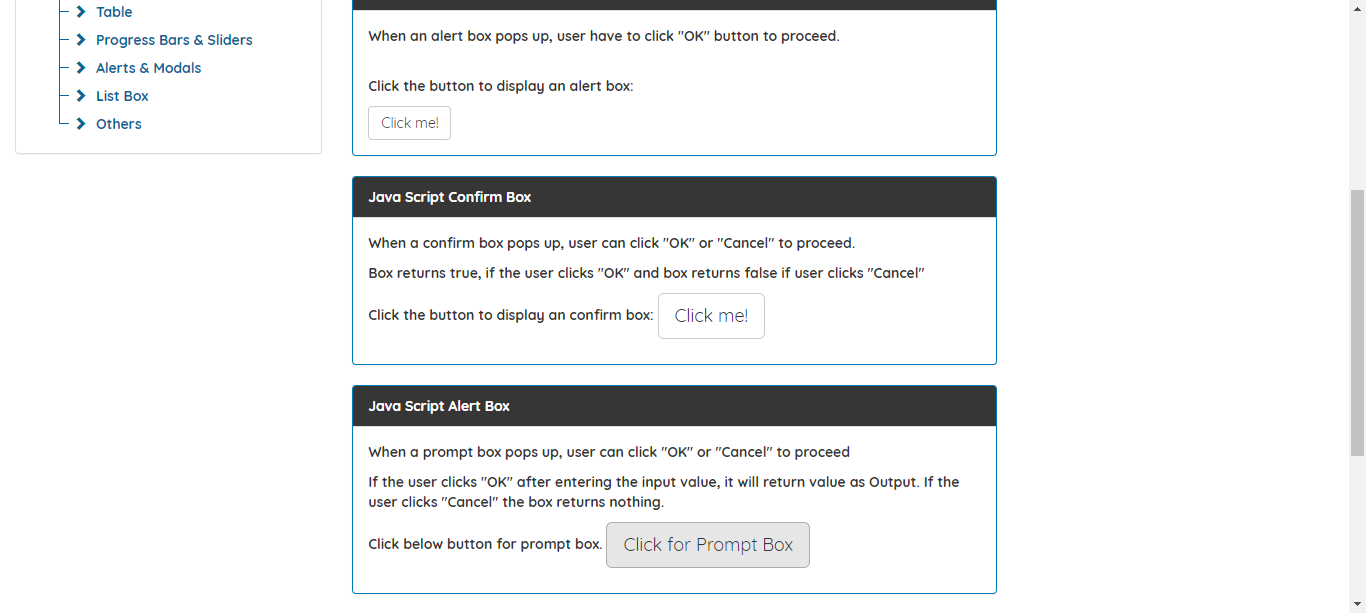 Table
Progress Bars & Sliders
Alerts & Modals
List Box
Others
When an alert box pops up, user have to click "OK" button to proceed.
Click the button to display an alert box:
Click me!
Java Script Confirm Box
When a confirm box pops up, user can click "OK" or "Cancel" to proceed.
Box returns true, if the user clicks "OK" and box returns false if user clicks "Cancel"
Click the button to display an confirm box: Click me!
Java Script Alert Box
When a prompt box pops up, user can click "OK" or "Cancel" to proceed
If the user clicks "OK" after entering the input value, it will return value as Output. If the
user clicks "Cancel" the box returns nothing.
Click below button for prompt box. Click for Prompt Box